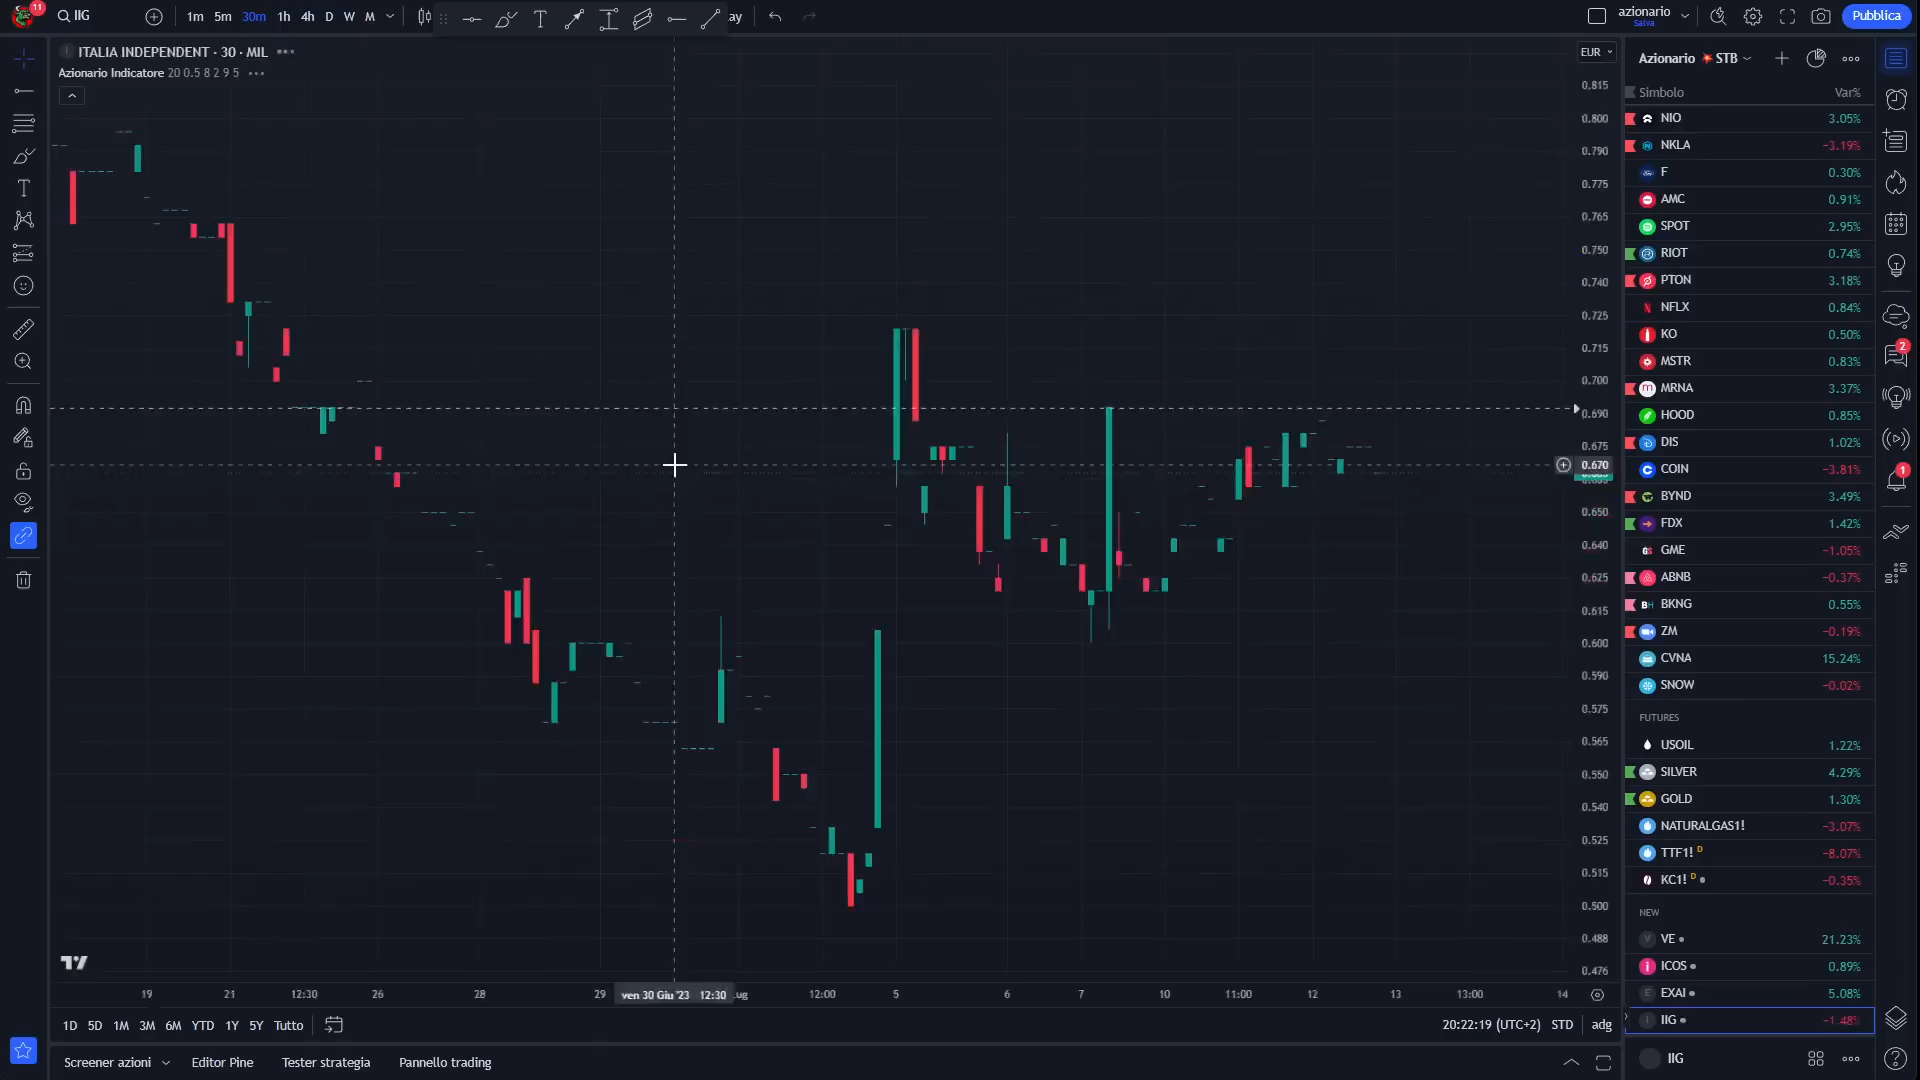 11
IIG
1m 5m 30m 1h 4h D W M
ay
azionario
Salva
Pubblica
ITALIA INDEPENDENT · 30 · MIL
Azionario Indicatore 20 0.5 8 2 9 5
EUR
0.815
0.800
0.790
0.775
0.765
0.750
0.740
0.725
0.715
0.700
0.690
0.675
0.670
0.650
0.640
0.625
0.615
0.600
0.590
0.575
0.565
0.550
0.540
0.525
0.515
0.500
0.488
0.476
19 21 12:30 26 28 29 ven 30 Giu '23 12:30 ug 12:00 5 6 7 10 11:00 12 13 13:00 14
1D 5D 1M 3M 6M YTD 1Y 5Y Tutto
20:22:19 (UTC+2) STD adg
Screener azioni Editor Pine Tester strategia Pannello trading
Azionario STB
Simbolo Var%
NIO 3.05%
NKLA −3.19%
F 0.30%
AMC 0.91%
SPOT 2.95%
RIOT 0.74%
PTON 3.18%
NFLX 0.84%
KO 0.50%
MSTR 0.83%
MRNA 3.37%
HOOD 0.85%
DIS 1.02%
COIN −3.81%
BYND 3.49%
FDX 1.42%
GME −1.05%
ABNB −0.37%
BKNG 0.55%
ZM −0.19%
CVNA 15.24%
SNOW −0.02%
FUTURES
USOIL 1.22%
SILVER 4.29%
GOLD 1.30%
NATURALGAS1! −3.07%
TTF1! D −8.07%
KC1! D −0.35%
NEW
VE 21.23%
ICOS 0.89%
EXAI 5.08%
IIG −1.48%
IIG
2
1